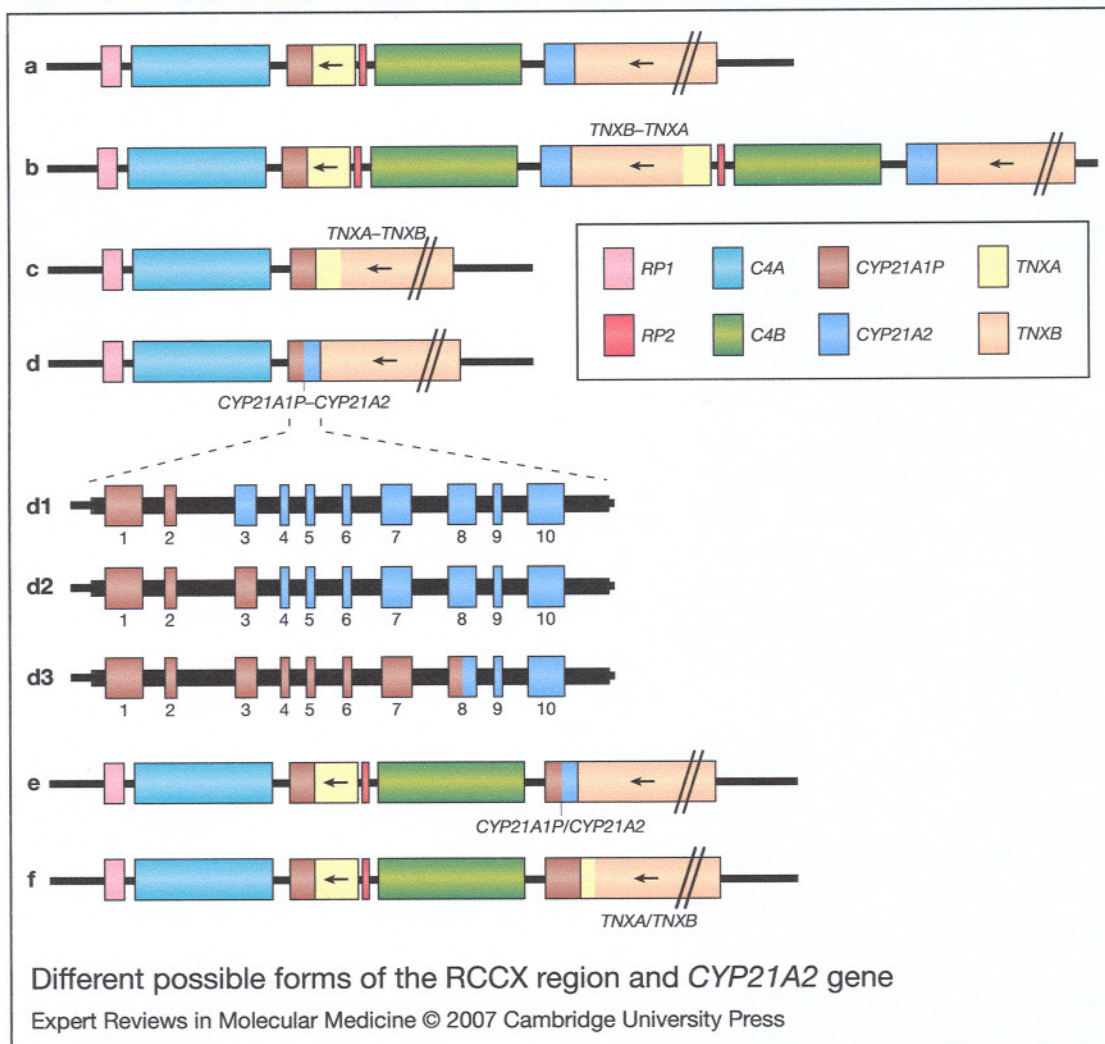 a
TNXB–TNXA
b
TNXA–TNXB
c
RP1 C4A CYP21A1P TNXA
RP2 C4B CYP21A2 TNXB
d
CYP21A1P–CYP21A2
d1
1 2 3 4 5 6 7 8 9 10
d2
1 2 3 4 5 6 7 8 9 10
d3
1 2 3 4 5 6 7 8 9 10
e
CYP21A1P/CYP21A2
f
TNXA/TNXB
Different possible forms of the RCCX region and CYP21A2 gene
Expert Reviews in Molecular Medicine © 2007 Cambridge University Press